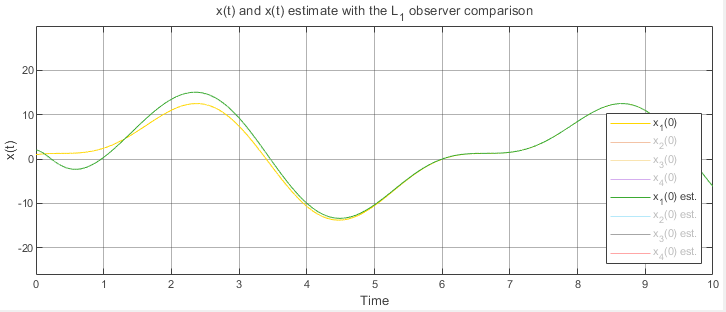 x(t) and x(t) estimate with the L₁ observer comparison
20
10
0
-10
-20
x(t)
0 1 2 3 4 5 6 7 8 9 10
Time
x₁(0)
x₂(0)
x₃(0)
x₄(0)
x₁(0) est.
x₂(0) est.
x₃(0) est.
x₄(0) est.